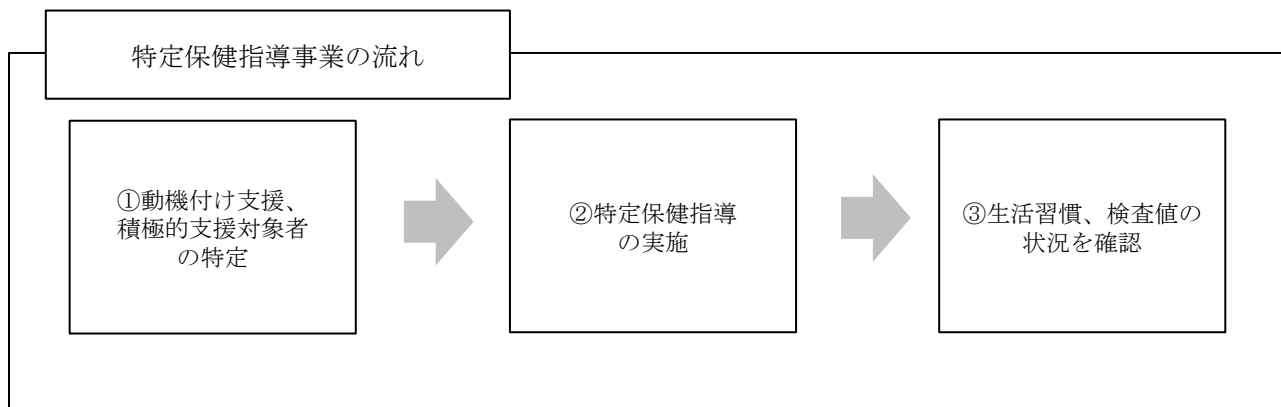 特定保健指導事業の流れ
①動機付け支援、
積極的支援対象者
の特定
②特定保健指導
の実施
③生活習慣、検査値の
状況を確認